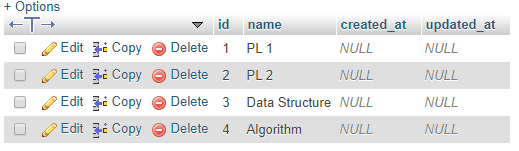 + Options
id name created_at updated_at
Edit Copy Delete 1 PL 1 NULL NULL
Edit Copy Delete 2 PL 2 NULL NULL
Edit Copy Delete 3 Data Structure NULL NULL
Edit Copy Delete 4 Algorithm NULL NULL